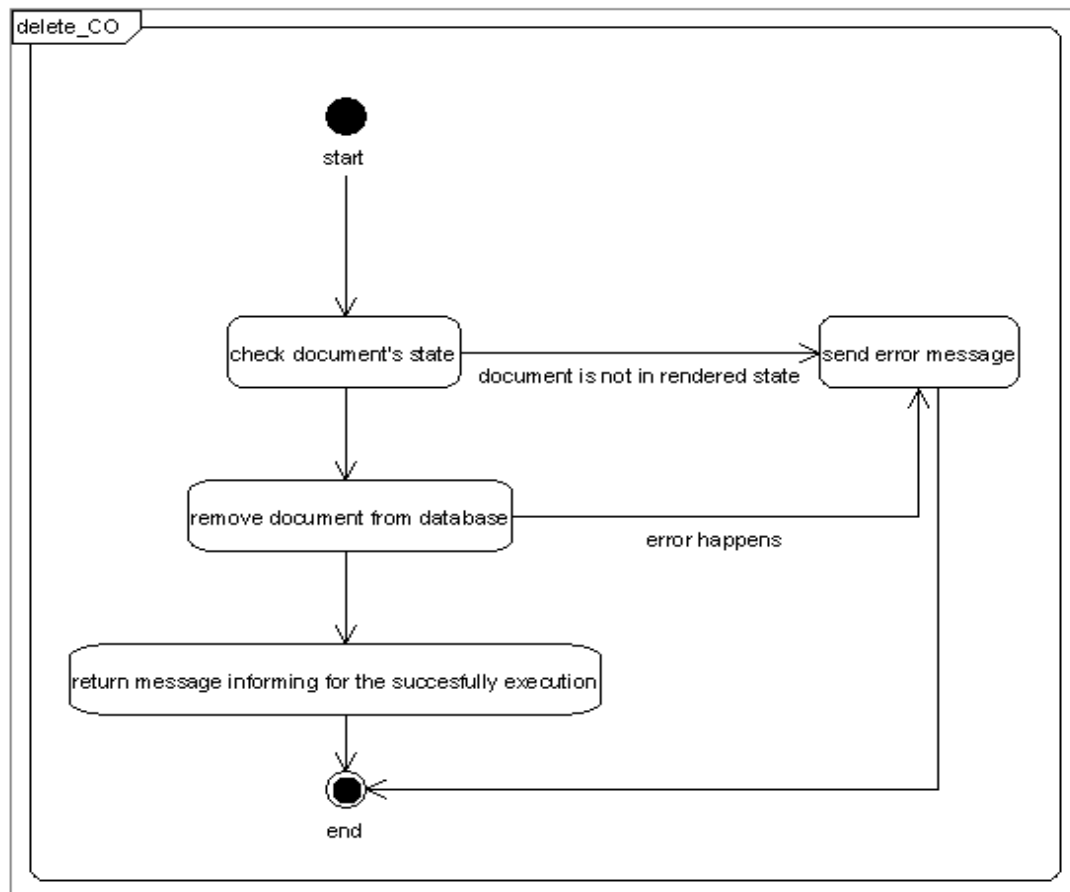 delete_CO
start
check document's state
send error message
document is not in rendered state
remove document from database
error happens
return message informing for the succesfully execution
end